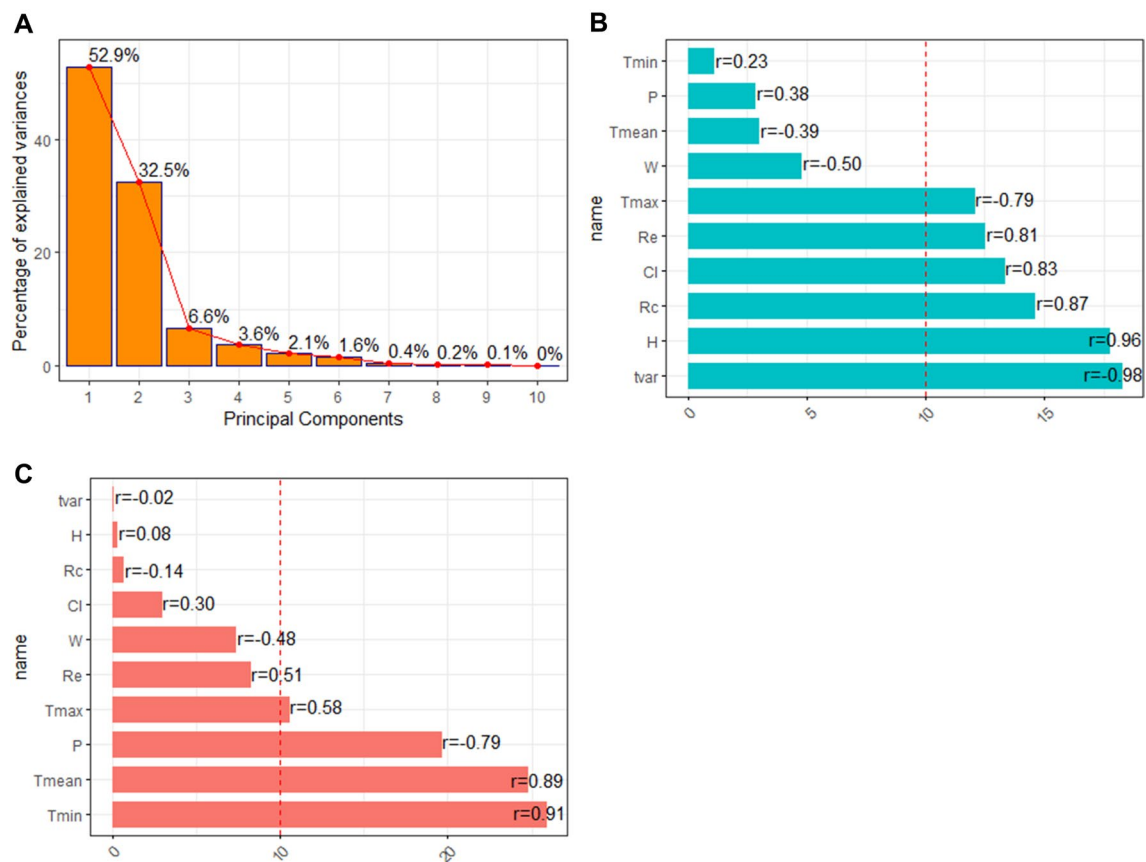 A
Percentage of explained variances
40
20
0
52.9%
32.5%
6.6%
3.6%
2.1%
1.6%
0.4%
0.2%
0.1%
0%
1 2 3 4 5 6 7 8 9 10
Principal Components
B
name
Tmin r=0.23
P r=0.38
Tmean r=-0.39
W r=-0.50
Tmax r=-0.79
Re r=0.81
Cl r=0.83
Rc r=0.87
H r=0.96
tvar r=-0.98
0 5 10 15
C
name
tvar r=-0.02
H r=0.08
Rc r=-0.14
Cl r=0.30
W r=-0.48
Re r=0.51
Tmax r=0.58
P r=-0.79
Tmean r=0.89
Tmin r=0.91
0 10 20